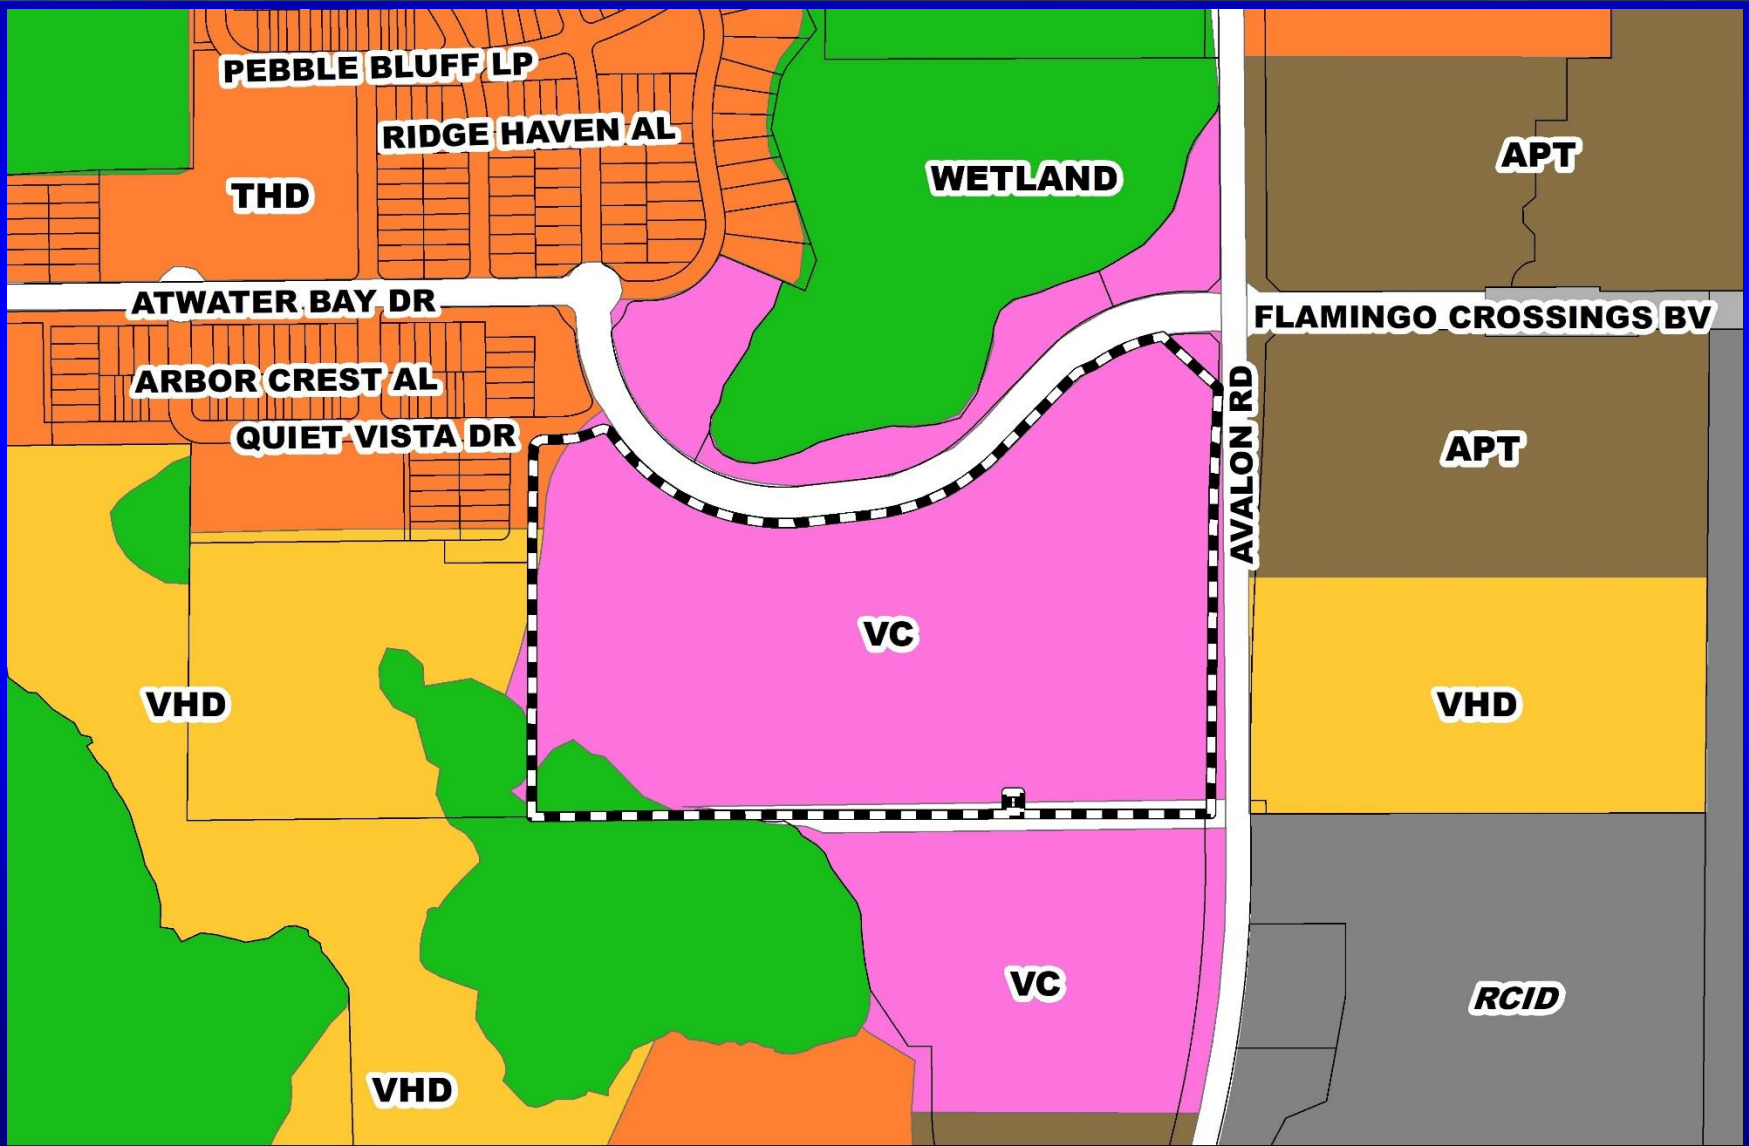 PEBBLE BLUFF LP
RIDGE HAVEN AL
APT
WETLAND
THD
ATWATER BAY DR
FLAMINGO CROSSINGS BV
ARBOR CREST AL
AVALON RD
QUIET VISTA DR
APT
VC
VHD
VHD
VC
RCID
VHD